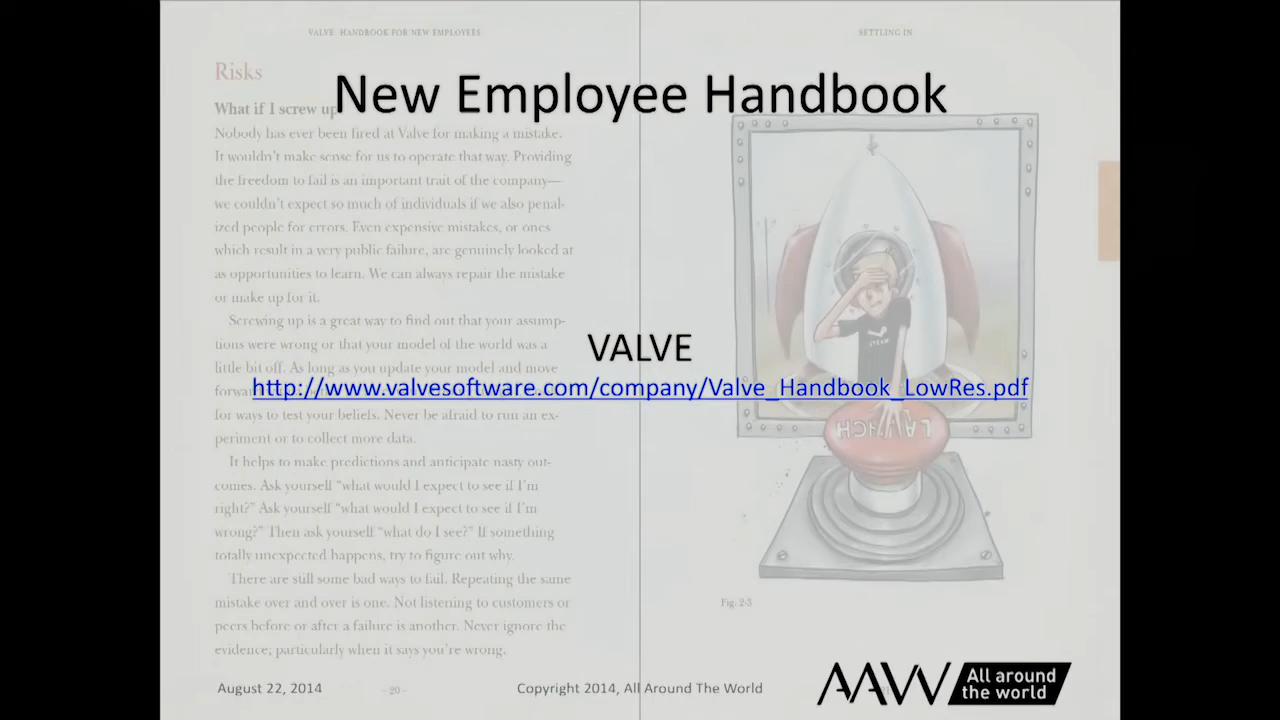 VALVE: HANDBOOK FOR NEW EMPLOYEES
SETTLING IN
New Employee Handbook
Risks
What if I screw up
Nobody has ever been fired at Valve for making a mistake.
It wouldn't make sense for us to operate that way. Providing
the freedom to fail is an important trait of the company—
we couldn't expect so much of individuals if we also penal-
ized people for errors. Even expensive mistakes, or ones
which result in a very public failure, are genuinely looked at
as opportunities to learn. We can always repair the mistake
or make up for it.
Screwing up is a great way to find out that your assump-
tions were wrong or that your model of the world was a
little bit off. As long as you update your model and move
for ways to test your beliefs. Never be afraid to run an ex-
periment or to collect more data.
It helps to make predictions and anticipate nasty out-
comes. Ask yourself “what would I expect to see if I'm
right?” Ask yourself “what would I expect to see if I'm
wrong?” Then ask yourself “what do I see?” If something
totally unexpected happens, try to figure out why.
There are still some bad ways to fail. Repeating the same
mistake over and over is one. Not listening to customers or
peers before or after a failure is another. Never ignore the
evidence; particularly when it says you're wrong.
VALVE
http://www.valvesoftware.com/company/Valve_Handbook_LowRes.pdf
STEAM
LAUNCH
Fig. 2-3
August 22, 2014
– 20 –
Copyright 2014, All Around The World
AAW
All around
the world